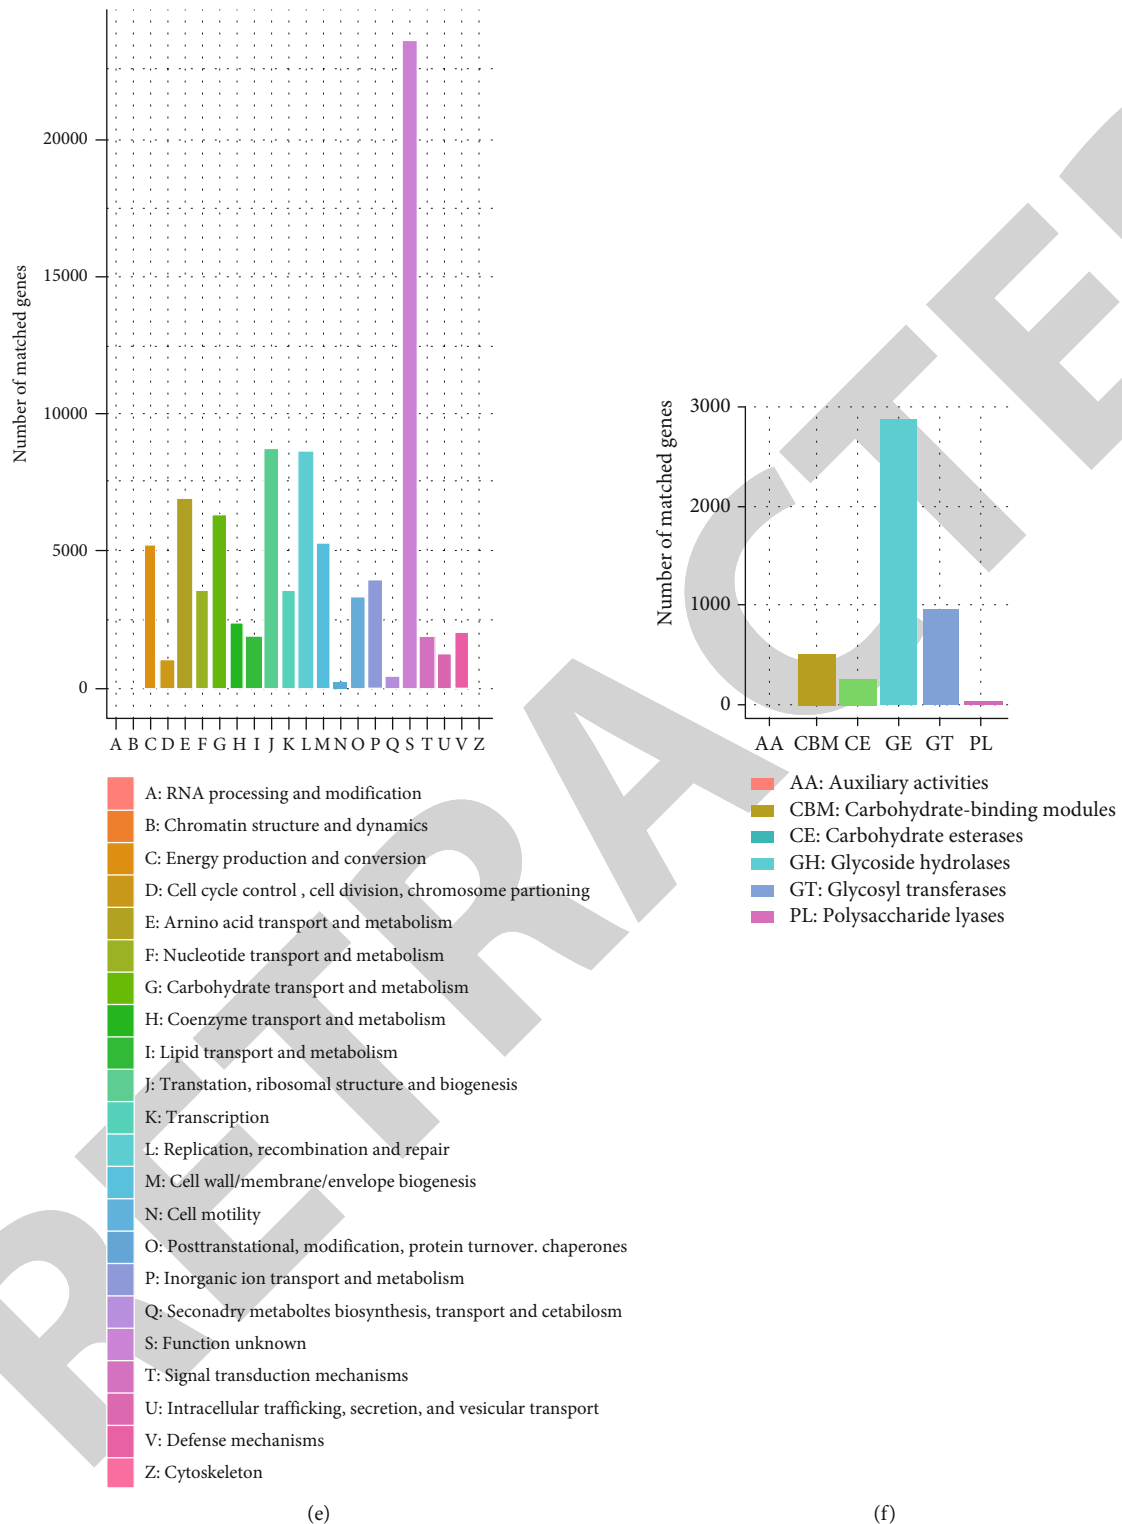 Number of matched genes
20000
15000
10000
5000
0
A B C D E F G H I J K L M N O P Q S T U V Z
A: RNA processing and modification
B: Chromatin structure and dynamics
C: Energy production and conversion
D: Cell cycle control , cell division, chromosome partioning
E: Arnino acid transport and metabolism
F: Nucleotide transport and metabolism
G: Carbohydrate transport and metabolism
H: Coenzyme transport and metabolism
I: Lipid transport and metabolism
J: Transtation, ribosomal structure and biogenesis
K: Transcription
L: Replication, recombination and repair
M: Cell wall/membrane/envelope biogenesis
N: Cell motility
O: Posttranstational, modification, protein turnover. chaperones
P: Inorganic ion transport and metabolism
Q: Seconadry metaboltes biosynthesis, transport and cetabilosm
S: Function unknown
T: Signal transduction mechanisms
U: Intracellular trafficking, secretion, and vesicular transport
V: Defense mechanisms
Z: Cytoskeleton
(e)
Number of matched genes
3000
2000
1000
0
AA CBM CE GE GT PL
AA: Auxiliary activities
CBM: Carbohydrate-binding modules
CE: Carbohydrate esterases
GH: Glycoside hydrolases
GT: Glycosyl transferases
PL: Polysaccharide lyases
(f)
RETRACTE